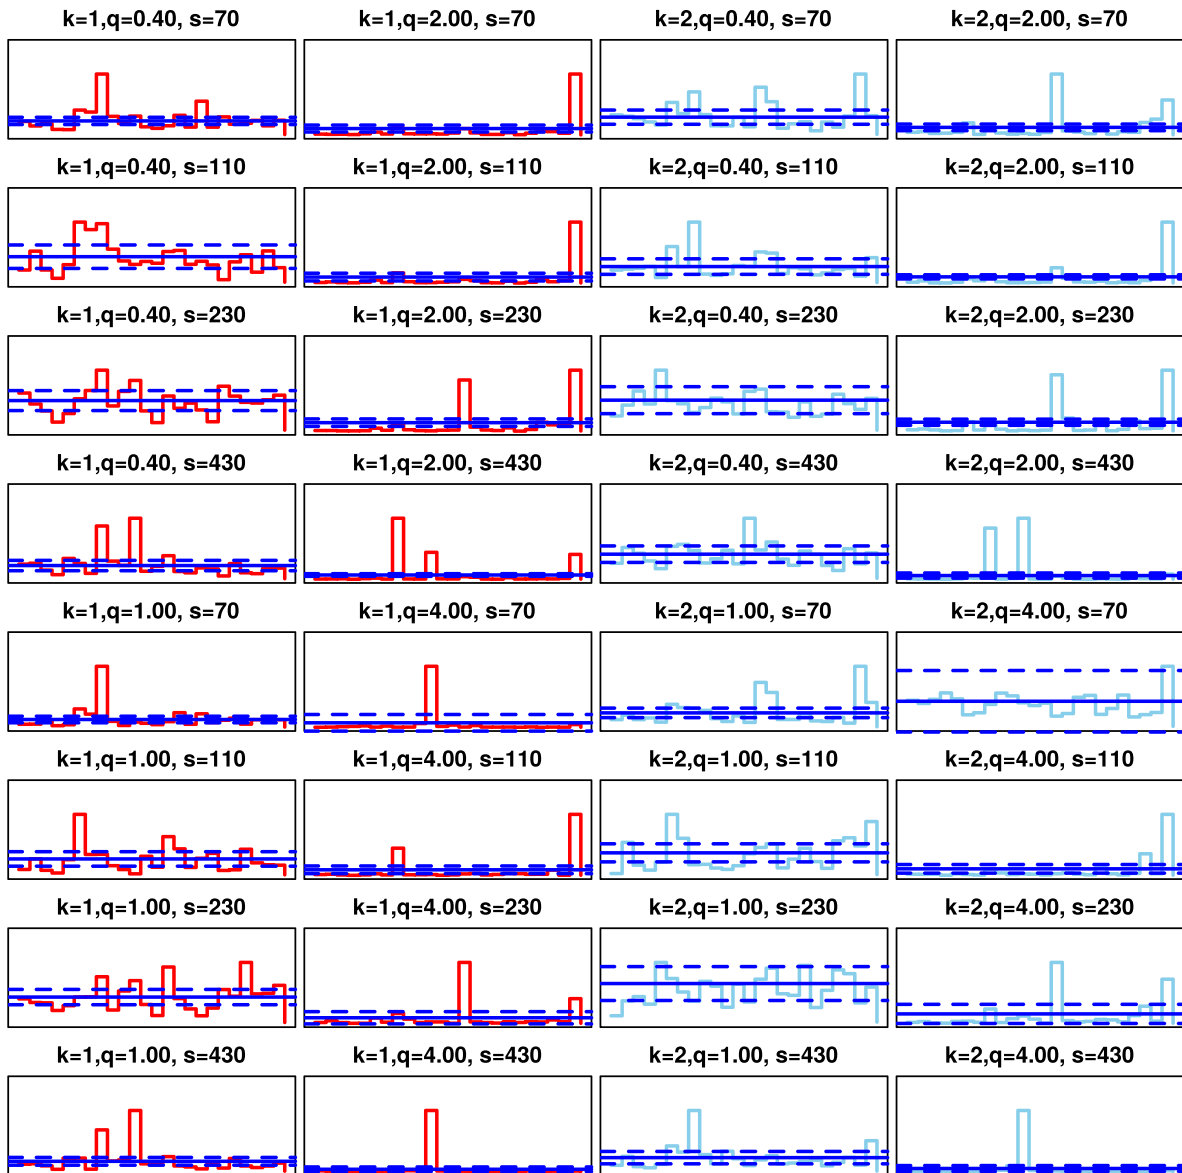 k=1,q=0.40, s=70 k=1,q=2.00, s=70 k=2,q=0.40, s=70 k=2,q=2.00, s=70
k=1,q=0.40, s=110 k=1,q=2.00, s=110 k=2,q=0.40, s=110 k=2,q=2.00, s=110
k=1,q=0.40, s=230 k=1,q=2.00, s=230 k=2,q=0.40, s=230 k=2,q=2.00, s=230
k=1,q=0.40, s=430 k=1,q=2.00, s=430 k=2,q=0.40, s=430 k=2,q=2.00, s=430
k=1,q=1.00, s=70 k=1,q=4.00, s=70 k=2,q=1.00, s=70 k=2,q=4.00, s=70
k=1,q=1.00, s=110 k=1,q=4.00, s=110 k=2,q=1.00, s=110 k=2,q=4.00, s=110
k=1,q=1.00, s=230 k=1,q=4.00, s=230 k=2,q=1.00, s=230 k=2,q=4.00, s=230
k=1,q=1.00, s=430 k=1,q=4.00, s=430 k=2,q=1.00, s=430 k=2,q=4.00, s=430